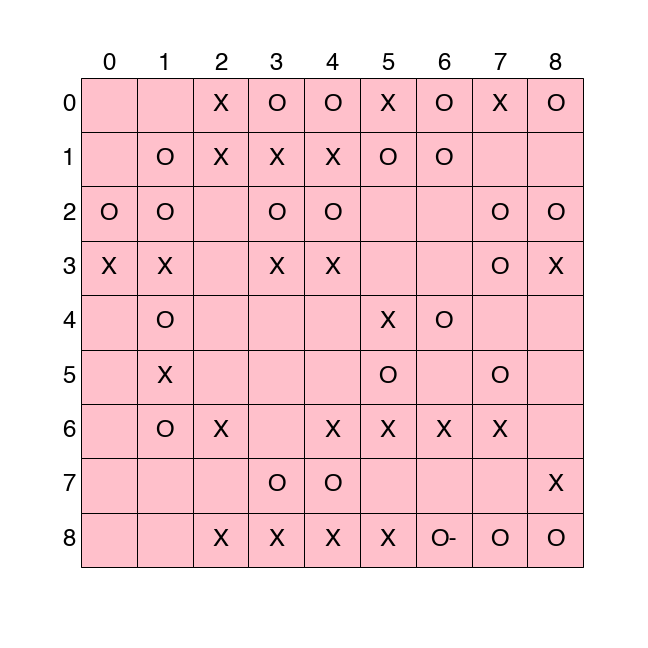 0 1 2 3 4 5 6 7 8
0 X O O X O X O
1 O X X X O O
2 O O O O O O
3 X X X X O X
4 O X O
5 X O O
6 O X X X X X
7 O O X
8 X X X X O- O O